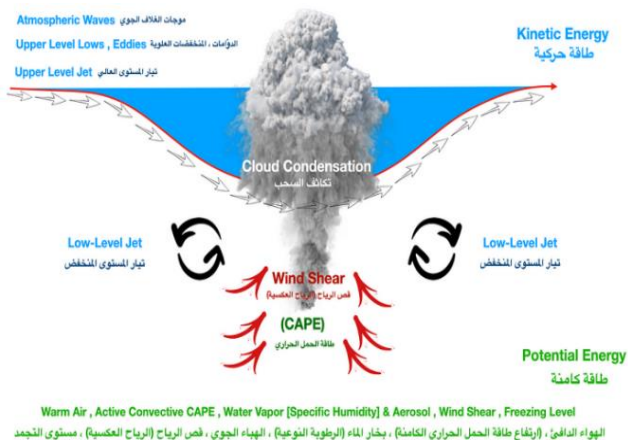 Atmospheric Waves موجات الغلاف الجوي
Upper Level Lows , Eddies الدوّامات ، المنخفضات العلوية
Upper Level Jet تيار المستوى العالي
Kinetic Energy
طاقة حركية
Cloud Condensation
تكاثف السحب
Low-Level Jet
تيار المستوى المنخفض
Low-Level Jet
تيار المستوى المنخفض
Wind Shear
قص الرياح (الرياح العكسية)
(CAPE)
طاقة الحمل الحراري
Potential Energy
طاقة كامنة
Warm Air , Active Convective CAPE , Water Vapor [Specific Humidity] & Aerosol , Wind Shear , Freezing Level
الهواء الدافئ ، (ارتفاع طاقة الحمل الحراري الكامنة) ، بخار الماء (الرطوبة النوعية) ، الهباء الجوي ، قص الرياح (الرياح العكسية) ، مستوى التجمد